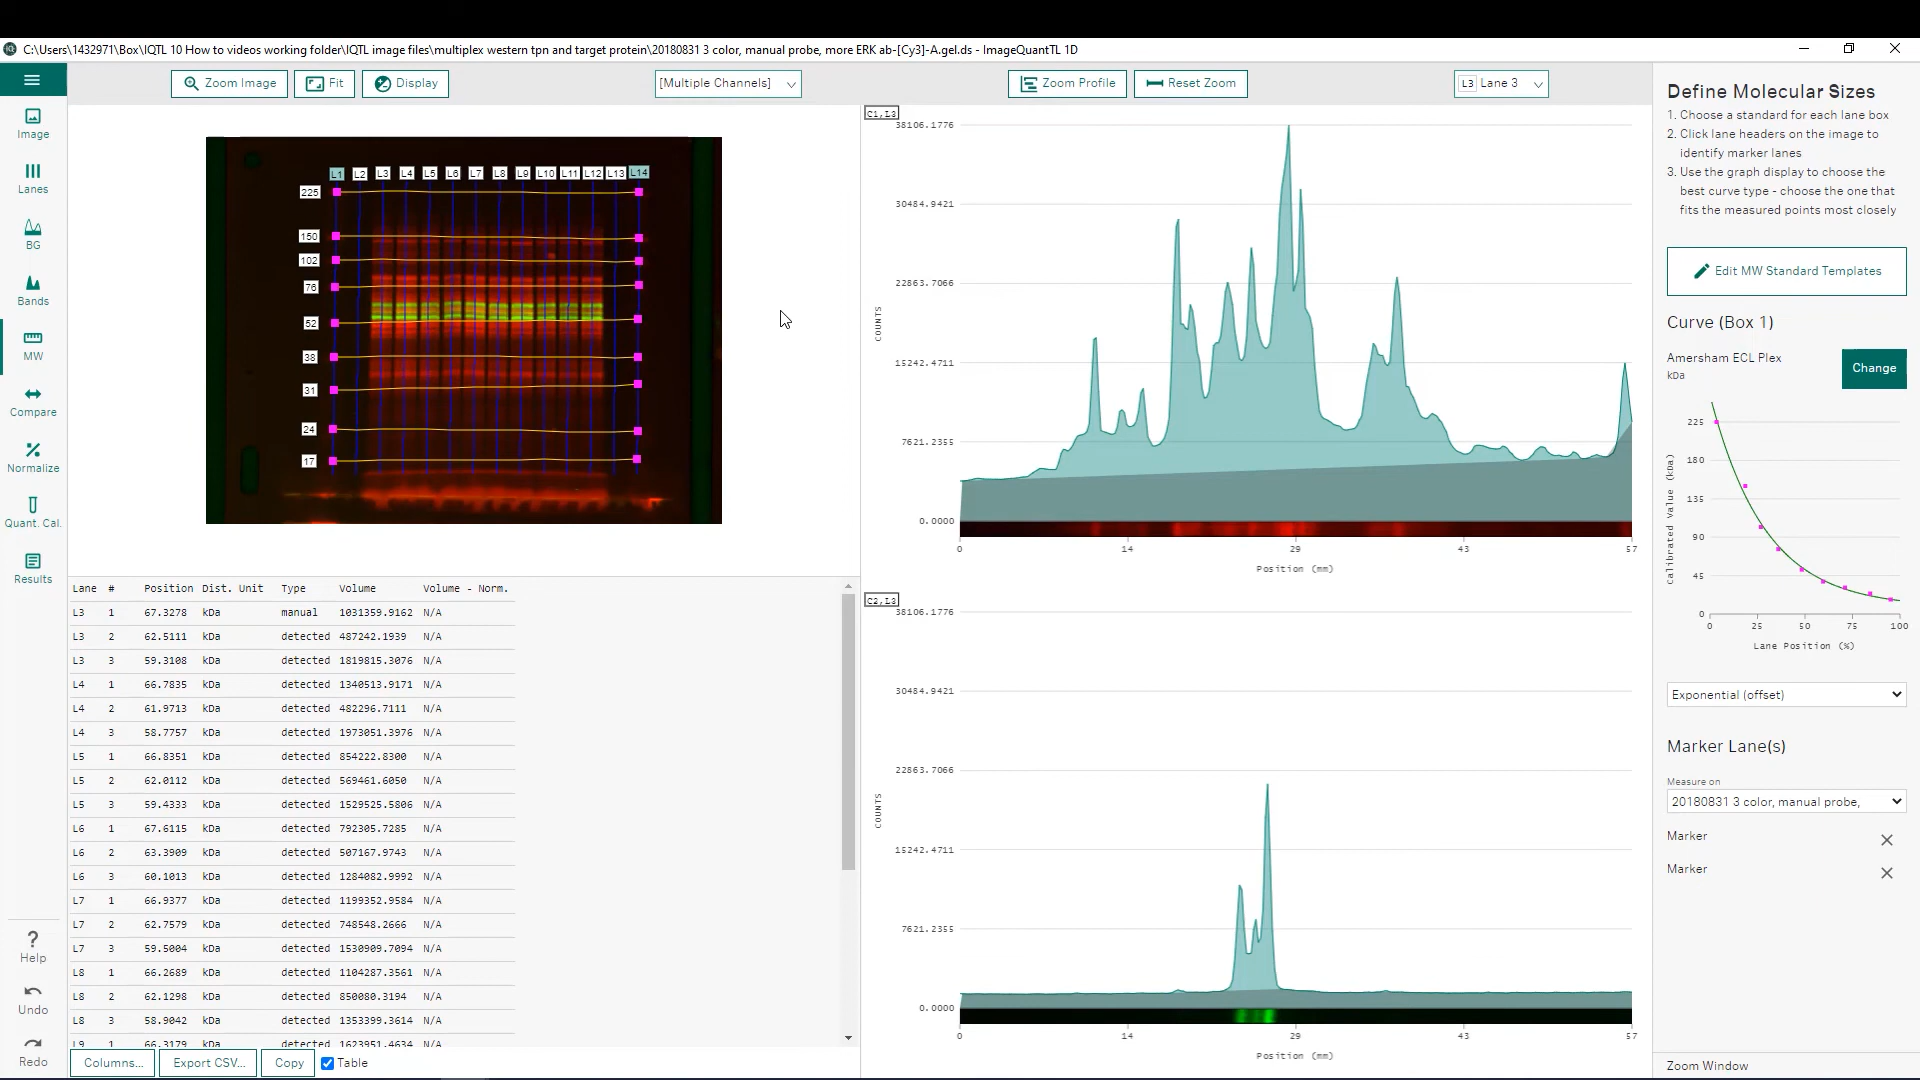 C:\Users\1432971\Box\IQTL 10 How to videos working folder\IQTL image files\multiplex western tpn and target protein\20180831 3 color, manual probe, more ERK ab-[Cy3]-A.gel.ds - ImageQuantTL 1D
Zoom Image
Fit
Display
[Multiple Channels]
Zoom Profile
Reset Zoom
L3 Lane 3
Image
Lanes
BG
Bands
MW
Compare
Normalize
Quant. Cal.
Results
Help
Undo
Redo
L1 L2 L3 L4 L5 L6 L7 L8 L9 L10 L11 L12 L13 L14
225
150
102
76
52
38
31
24
17
Lane # Position Dist. Unit Type Volume Volume - Norm.
L3 1 67.3278 kDa manual 1031359.9162 N/A
L3 2 62.5111 kDa detected 487242.1939 N/A
L3 3 59.3108 kDa detected 1819815.3076 N/A
L4 1 66.7835 kDa detected 1340513.9171 N/A
L4 2 61.9713 kDa detected 482296.7111 N/A
L4 3 58.7757 kDa detected 1973051.3976 N/A
L5 1 66.8351 kDa detected 854222.8300 N/A
L5 2 62.0112 kDa detected 569461.6050 N/A
L5 3 59.4333 kDa detected 1529525.5806 N/A
L6 1 67.6115 kDa detected 792305.7285 N/A
L6 2 63.3909 kDa detected 507167.9743 N/A
L6 3 60.1013 kDa detected 1284082.9992 N/A
L7 1 66.9377 kDa detected 1199352.9584 N/A
L7 2 62.7579 kDa detected 748548.2666 N/A
L7 3 59.5004 kDa detected 1530909.7094 N/A
L8 1 66.2689 kDa detected 1104287.3561 N/A
L8 2 62.1298 kDa detected 850080.3194 N/A
L8 3 58.9042 kDa detected 1353399.3614 N/A
L9 1 66.3179 kDa detected 1623951.4634 N/A
Columns...
Export CSV...
Copy
Table
C1,L3
38106.1776
30484.9421
22863.7066
15242.4711
7621.2355
0.0000
COUNTS
0 14 29 43 57
Position (mm)
C2,L3
38106.1776
30484.9421
22863.7066
15242.4711
7621.2355
0.0000
COUNTS
0 14 29 43 57
Position (mm)
Define Molecular Sizes
1. Choose a standard for each lane box
2. Click lane headers on the image to
identify marker lanes
3. Use the graph display to choose the
best curve type - choose the one that
fits the measured points most closely
Edit MW Standard Templates
Curve (Box 1)
Amersham ECL Plex
kDa
Change
225
180
135
90
45
0
Calibrated Value (kDa)
0 25 50 75 100
Lane Position (%)
Exponential (offset)
Marker Lane(s)
Measure on
20180831 3 color, manual probe,
Marker
Marker
Zoom Window